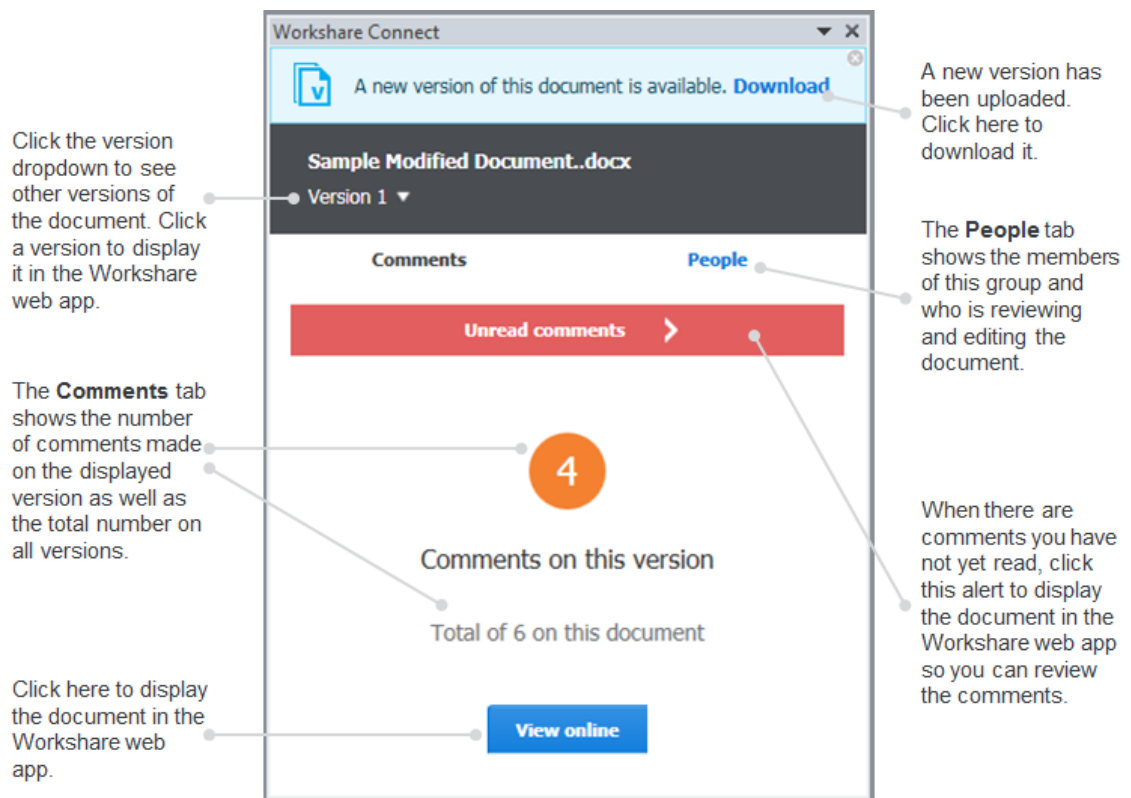 Workshare Connect
A new version of this document is available. Download
A new version has
been uploaded.
Click here to
download it.
Click the version
dropdown to see
other versions of
the document. Click
a version to display
it in the Workshare
web app.
Sample Modified Document..docx
Version 1
The People tab
shows the members
of this group and
who is reviewing
and editing the
document.
Comments
People
Unread comments
The Comments tab
shows the number
of comments made
on the displayed
version as well as
the total number on
all versions.
4
Comments on this version
Total of 6 on this document
When there are
comments you have
not yet read, click
this alert to display
the document in the
Workshare web app
so you can review
the comments.
Click here to display
the document in the
Workshare web
app.
View online